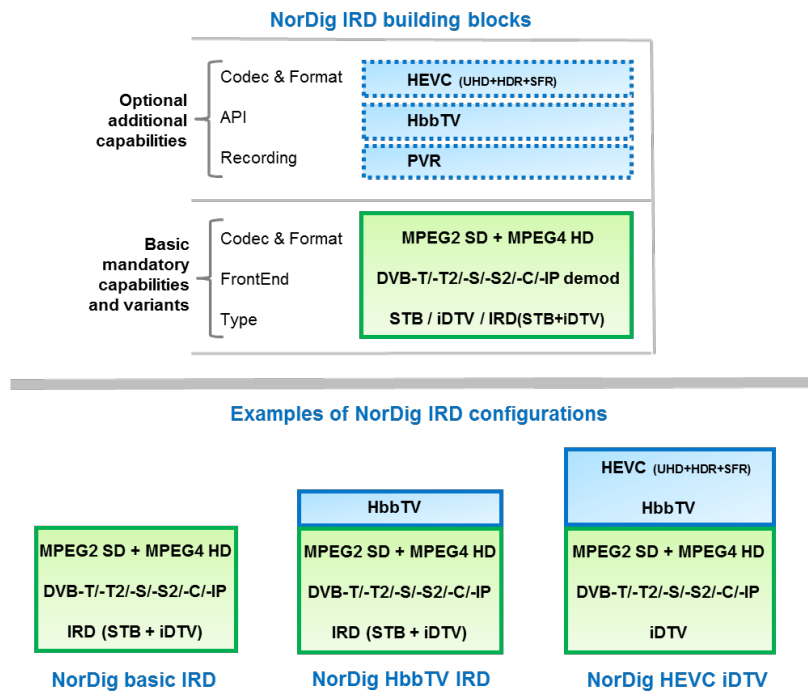 NorDig IRD building blocks
Optional additional capabilities
Codec & Format
HEVC (UHD+HDR+SFR)
API
HbbTV
Recording
PVR
Basic mandatory capabilities and variants
Codec & Format
MPEG2 SD + MPEG4 HD
FrontEnd
DVB-T/-T2/-S/-S2/-C/-IP demod
Type
STB / iDTV / IRD(STB+iDTV)
Examples of NorDig IRD configurations
MPEG2 SD + MPEG4 HD
DVB-T/-T2/-S/-S2/-C/-IP
IRD (STB + iDTV)
NorDig basic IRD
HbbTV
MPEG2 SD + MPEG4 HD
DVB-T/-T2/-S/-S2/-C/-IP
IRD (STB + iDTV)
NorDig HbbTV IRD
HEVC (UHD+HDR+SFR)
HbbTV
MPEG2 SD + MPEG4 HD
DVB-T/-T2/-S/-S2/-C/-IP
iDTV
NorDig HEVC iDTV